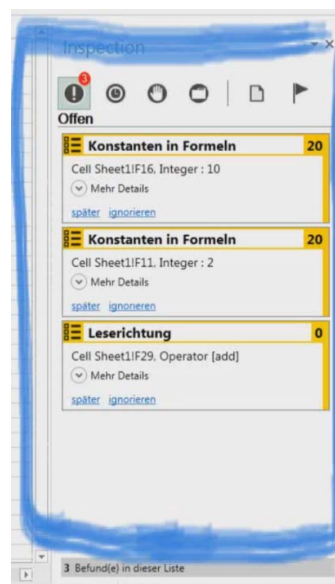 Inspection
3
Offen
Konstanten in Formeln 20
Cell Sheet1!F16, Integer : 10
Mehr Details
später ignorieren
Konstanten in Formeln 20
Cell Sheet1!F11, Integer : 2
Mehr Details
später ignorieren
Leserichtung 0
Cell Sheet1!F29, Operator [add]
Mehr Details
später ignorieren
3 Befund(e) in dieser Liste